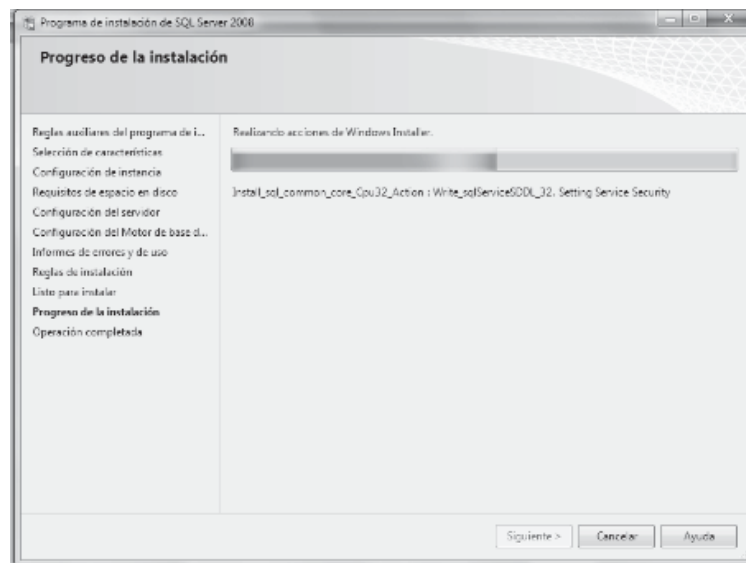 Programa de instalación de SQL Server 2008
Progreso de la instalación
Reglas auxiliares del programa de i...
Selección de características
Configuración de instancia
Requisitos de espacio en disco
Configuración del servidor
Configuración del Motor de base d...
Informes de errores y de uso
Reglas de instalación
Listo para instalar
Progreso de la instalación
Operación completada
Realizando acciones de Windows Installer.
Install_sql_common_core_Cpu32_Action : Write_sqlServiceSDDL_32. Setting Service Security
Siguiente >
Cancelar
Ayuda